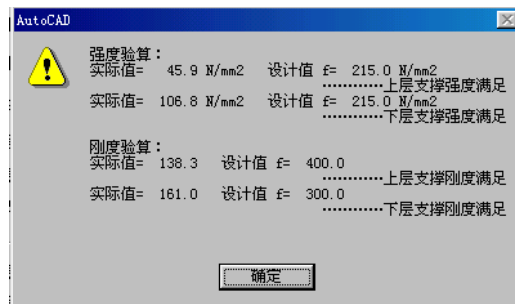 AutoCAD
强度验算：
实际值= 45.9 N/mm2 设计值 f= 215.0 N/mm2
…………上层支撑强度满足
实际值= 106.8 N/mm2 设计值 f= 215.0 N/mm2
…………下层支撑强度满足
刚度验算：
实际值= 138.3 设计值 f= 400.0
…………上层支撑刚度满足
实际值= 161.0 设计值 f= 300.0
…………下层支撑刚度满足
确定